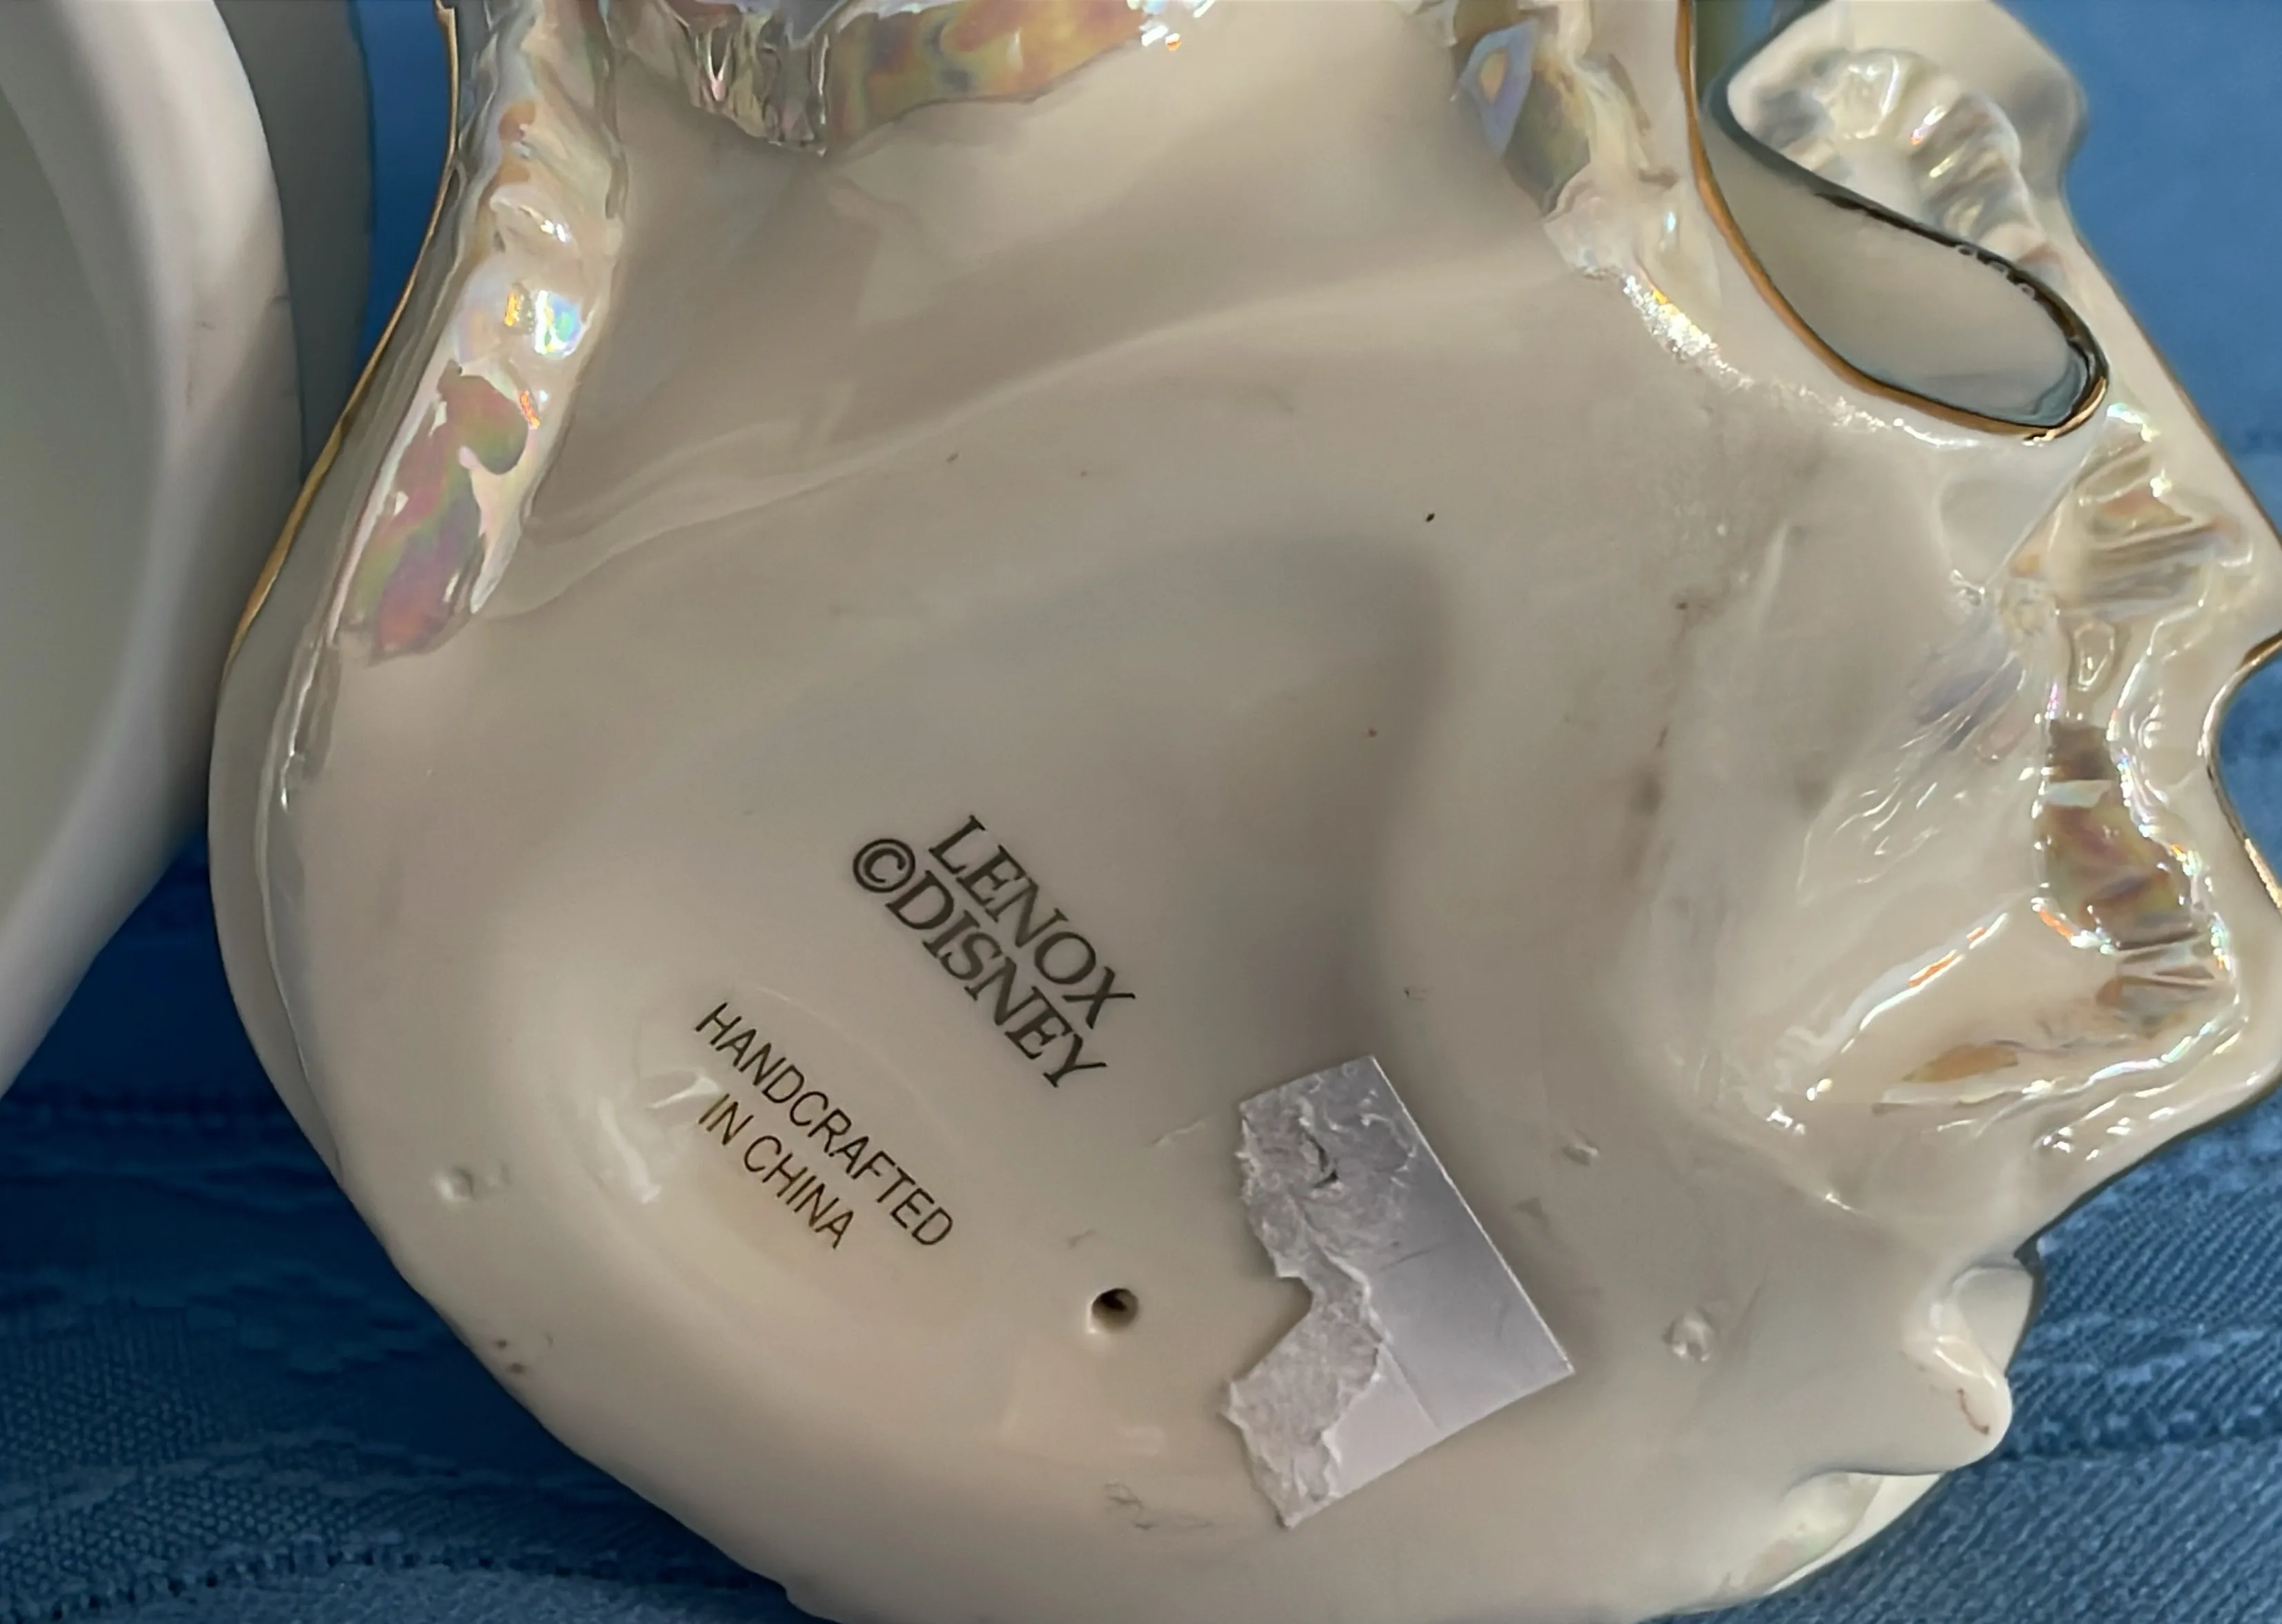 LENOX
©DISNEY
HANDCRAFTED
IN CHINA